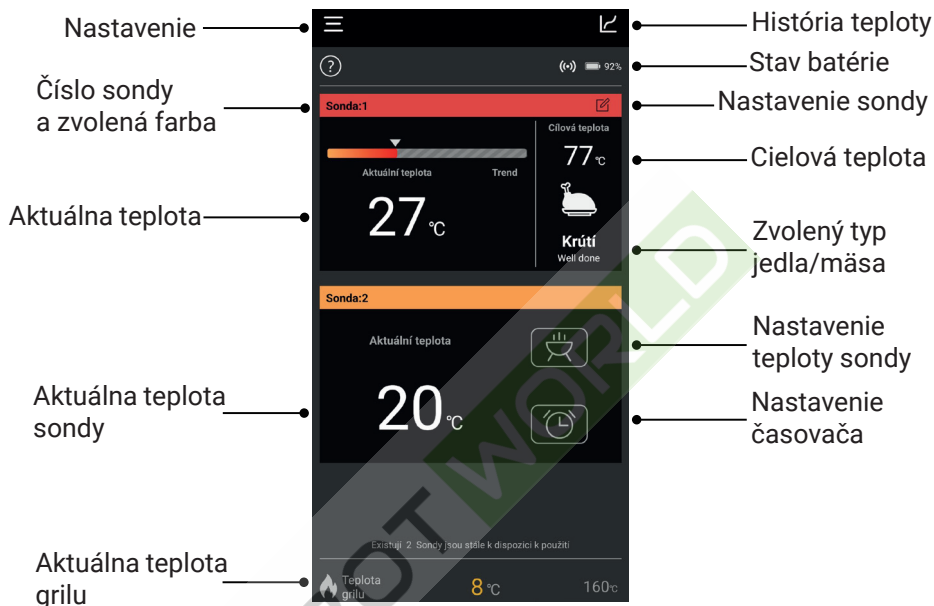 Nastavenie
História teploty
?
92%
Stav batérie
Číslo sondy
a zvolená farba
Sonda:1
Nastavenie sondy
Cílová teplota
77 °C
Cielová teplota
Aktuální teplota
Trend
27 °C
Aktuálna teplota
Krútí
Well done
Zvolený typ
jedla/mäsa
Sonda:2
Aktuální teplota
20 °C
Nastavenie
teploty sondy
Aktuálna teplota
sondy
Nastavenie
časovača
Existují 2 Sondy jsou stále k dispozici k použití
Aktuálna teplota
grilu
Teplota
grilu
8 °C
160°C
OT WORLD